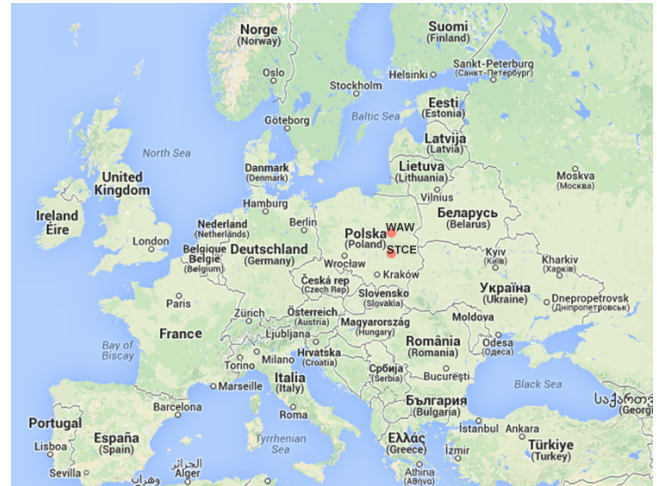 Norge
(Norway)
Suomi
(Finland)
Oslo
Helsinki
Sankt-Peterburg
(Санкт-Петербург)
Stockholm
Eesti
(Estonia)
Göteborg
Baltic Sea
Latvija
(Latvia)
North Sea
Danmark
(Denmark)
Lietuva
(Lithuania)
Moskva
(Москва)
United
Kingdom
Vilnius
Hamburg
Ireland
Éire
Nederland
(Netherlands)
Berlin
Polska
(Poland)
WAW
Беларусь
(Belarus)
London
Belgique
België
(Belgium)
Deutschland
(Germany)
STCE
Wrocław
Kraków
Kyiv
(Київ)
Kharkiv
(Харків)
Česká rep
(Czech Rep)
Україна
(Ukraine)
Paris
Slovensko
(Slovakia)
Dnepropetrovsk
(Дніпропетровськ)
Zürich
Österreich
(Austria)
Magyarország
(Hungary)
Moldova
France
Ljubljana
România
(Romania)
Odesa
(Одеса)
Bay of
Biscay
Torino
Milano
Hrvatska
(Croatia)
Србија
(Serbia)
București
Marseille
Italia
(Italy)
Black Sea
Barcelona
България
(Bulgaria)
Roma
Portugal
España
(Spain)
İstanbul
Ankara
Lisboa
Tyrrhenian
Sea
Ελλάς
(Greece)
İzmir
Türkiye
(Turkey)
Sevilla
الجزائر
Alger
Athina
(Αθήνα)